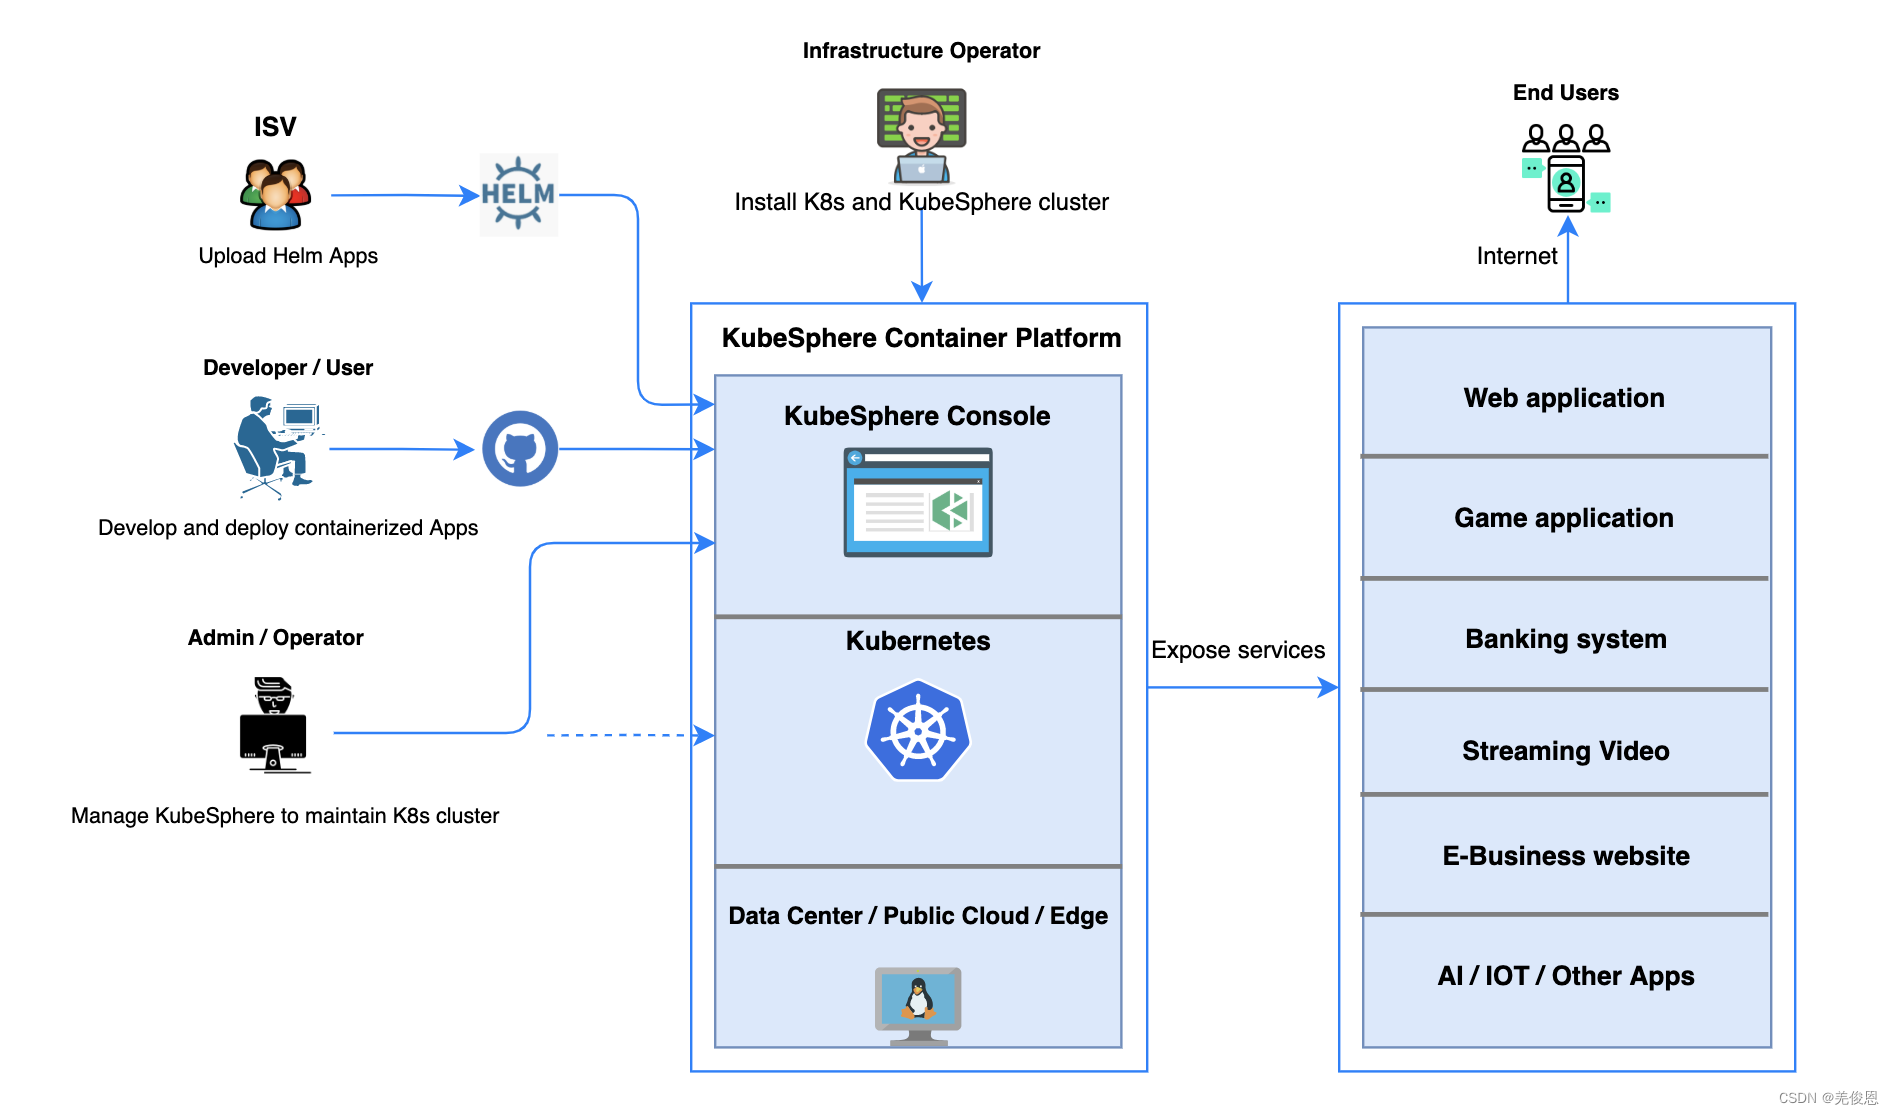 Infrastructure Operator
Install K8s and KubeSphere cluster
ISV
HELM
Upload Helm Apps
Developer / User
Develop and deploy containerized Apps
Admin / Operator
Manage KubeSphere to maintain K8s cluster
KubeSphere Container Platform
KubeSphere Console
Kubernetes
Data Center / Public Cloud / Edge
Expose services
End Users
Internet
Web application
Game application
Banking system
Streaming Video
E-Business website
AI / IOT / Other Apps
CSDN @羌俊恩